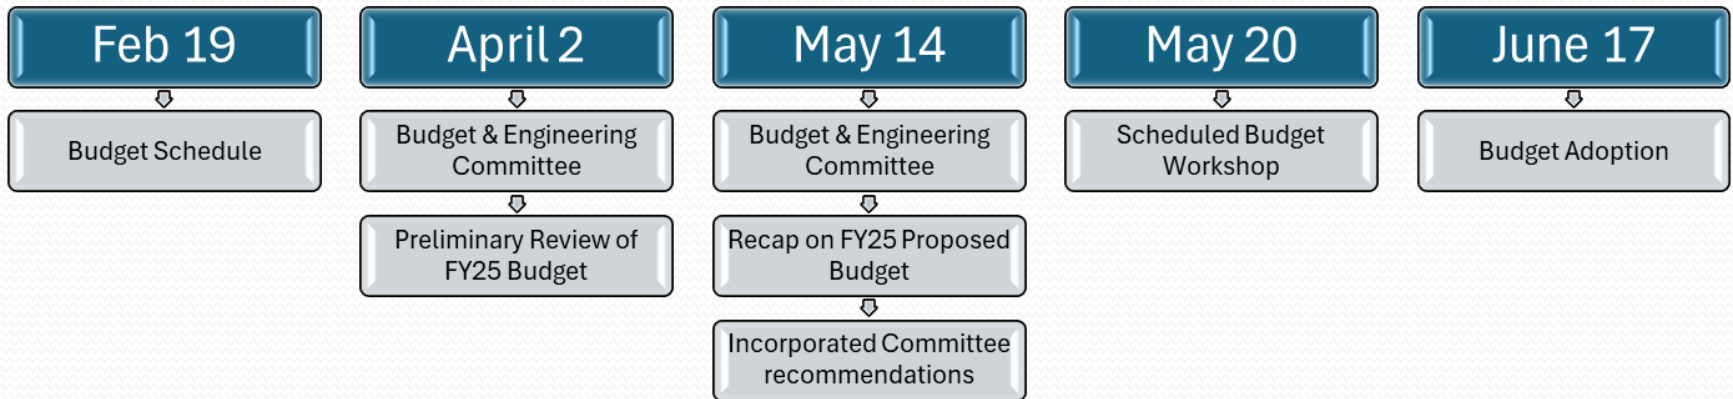 Feb 19
Budget Schedule
April 2
Budget & Engineering
Committee
Preliminary Review of
FY25 Budget
May 14
Budget & Engineering
Committee
Recap on FY25 Proposed
Budget
Incorporated Committee
recommendations
May 20
Scheduled Budget
Workshop
June 17
Budget Adoption